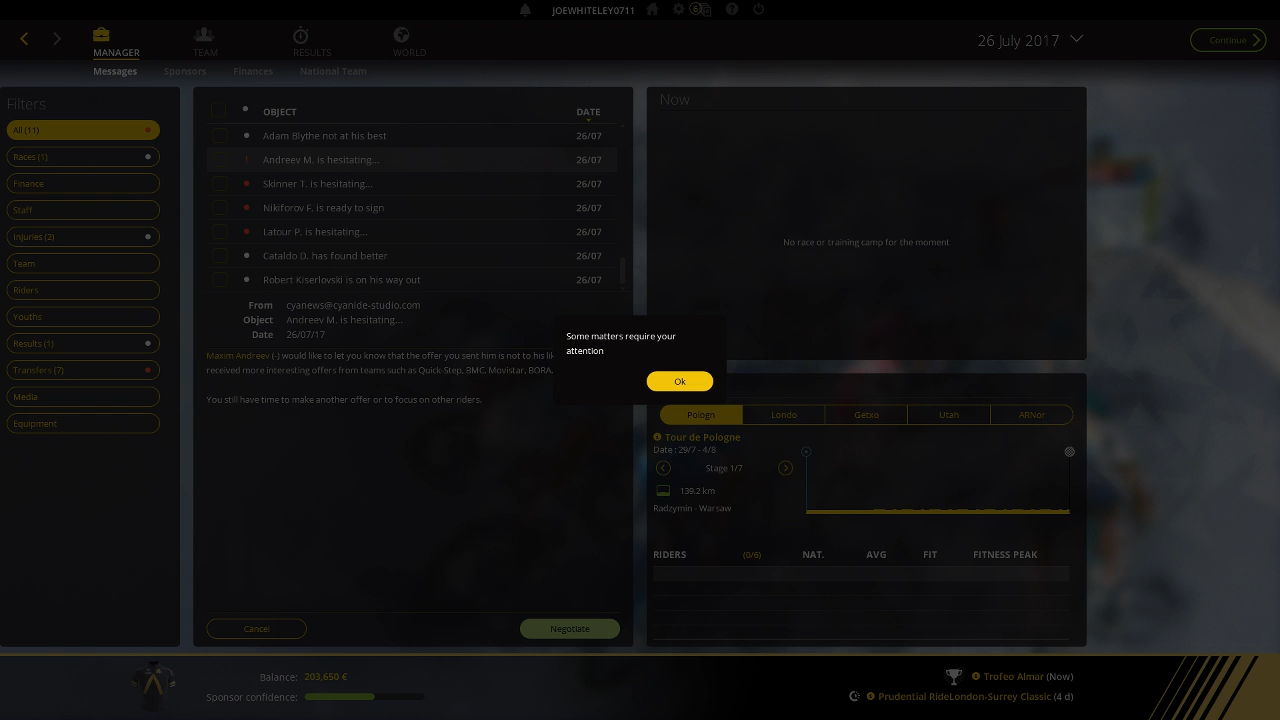 JOEWHITELEY0711
6
MANAGER
TEAM
RESULTS
WORLD
26 July 2017
Continue
Messages
Sponsors
Finances
National Team
Filters
All (11)
Races (1)
Finance
Staff
Injuries (2)
Team
Riders
Youths
Results (1)
Transfers (7)
Media
Equipment
OBJECT DATE
Adam Blythe not at his best 26/07
! Andreev M. is hesitating... 26/07
Skinner T. is hesitating... 26/07
Nikiforov F. is ready to sign 26/07
Latour P. is hesitating... 26/07
Cataldo D. has found better 26/07
Robert Kiserlovski is on his way out 26/07
From cyanews@cyanide-studio.com
Object Andreev M. is hesitating...
Date 26/07/17
Maxim Andreev (-) would like to let you know that the offer you sent him is not to his
received more interesting offers from teams such as Quick-Step, BMC, Movistar, BORA.
You still have time to make another offer or to focus on other riders.
Cancel
Negotiate
Some matters require your
attention
Ok
Now
No race or training camp for the moment
Pologn
Londo
Getxo
Utah
ARNor
Tour de Pologne
Date : 29/7 - 4/8
Stage 1/7
139.2 km
Radzymin - Warsaw
RIDERS (0/6) NAT. AVG FIT FITNESS PEAK
Balance: 203,650 €
Sponsor confidence:
Trofeo Almar (Now)
Prudential RideLondon-Surrey Classic (4 d)